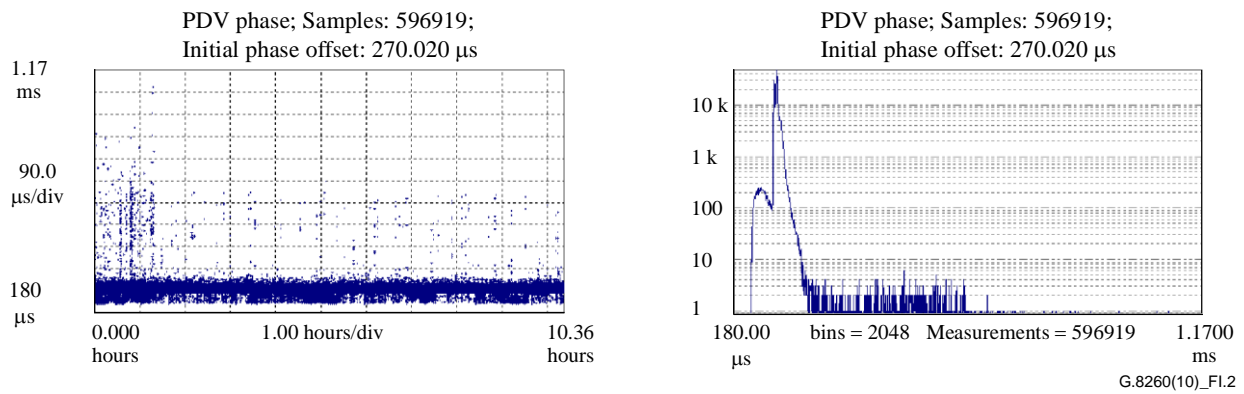 PDV phase; Samples: 596919;
Initial phase offset: 270.020 μs
1.17
ms
90.0
μs/div
180
μs
0.000
hours
1.00 hours/div
10.36
hours
PDV phase; Samples: 596919;
Initial phase offset: 270.020 μs
10 k
1 k
100
10
1
180.00
μs
bins = 2048
Measurements = 596919
1.1700
ms
G.8260(10)_FI.2